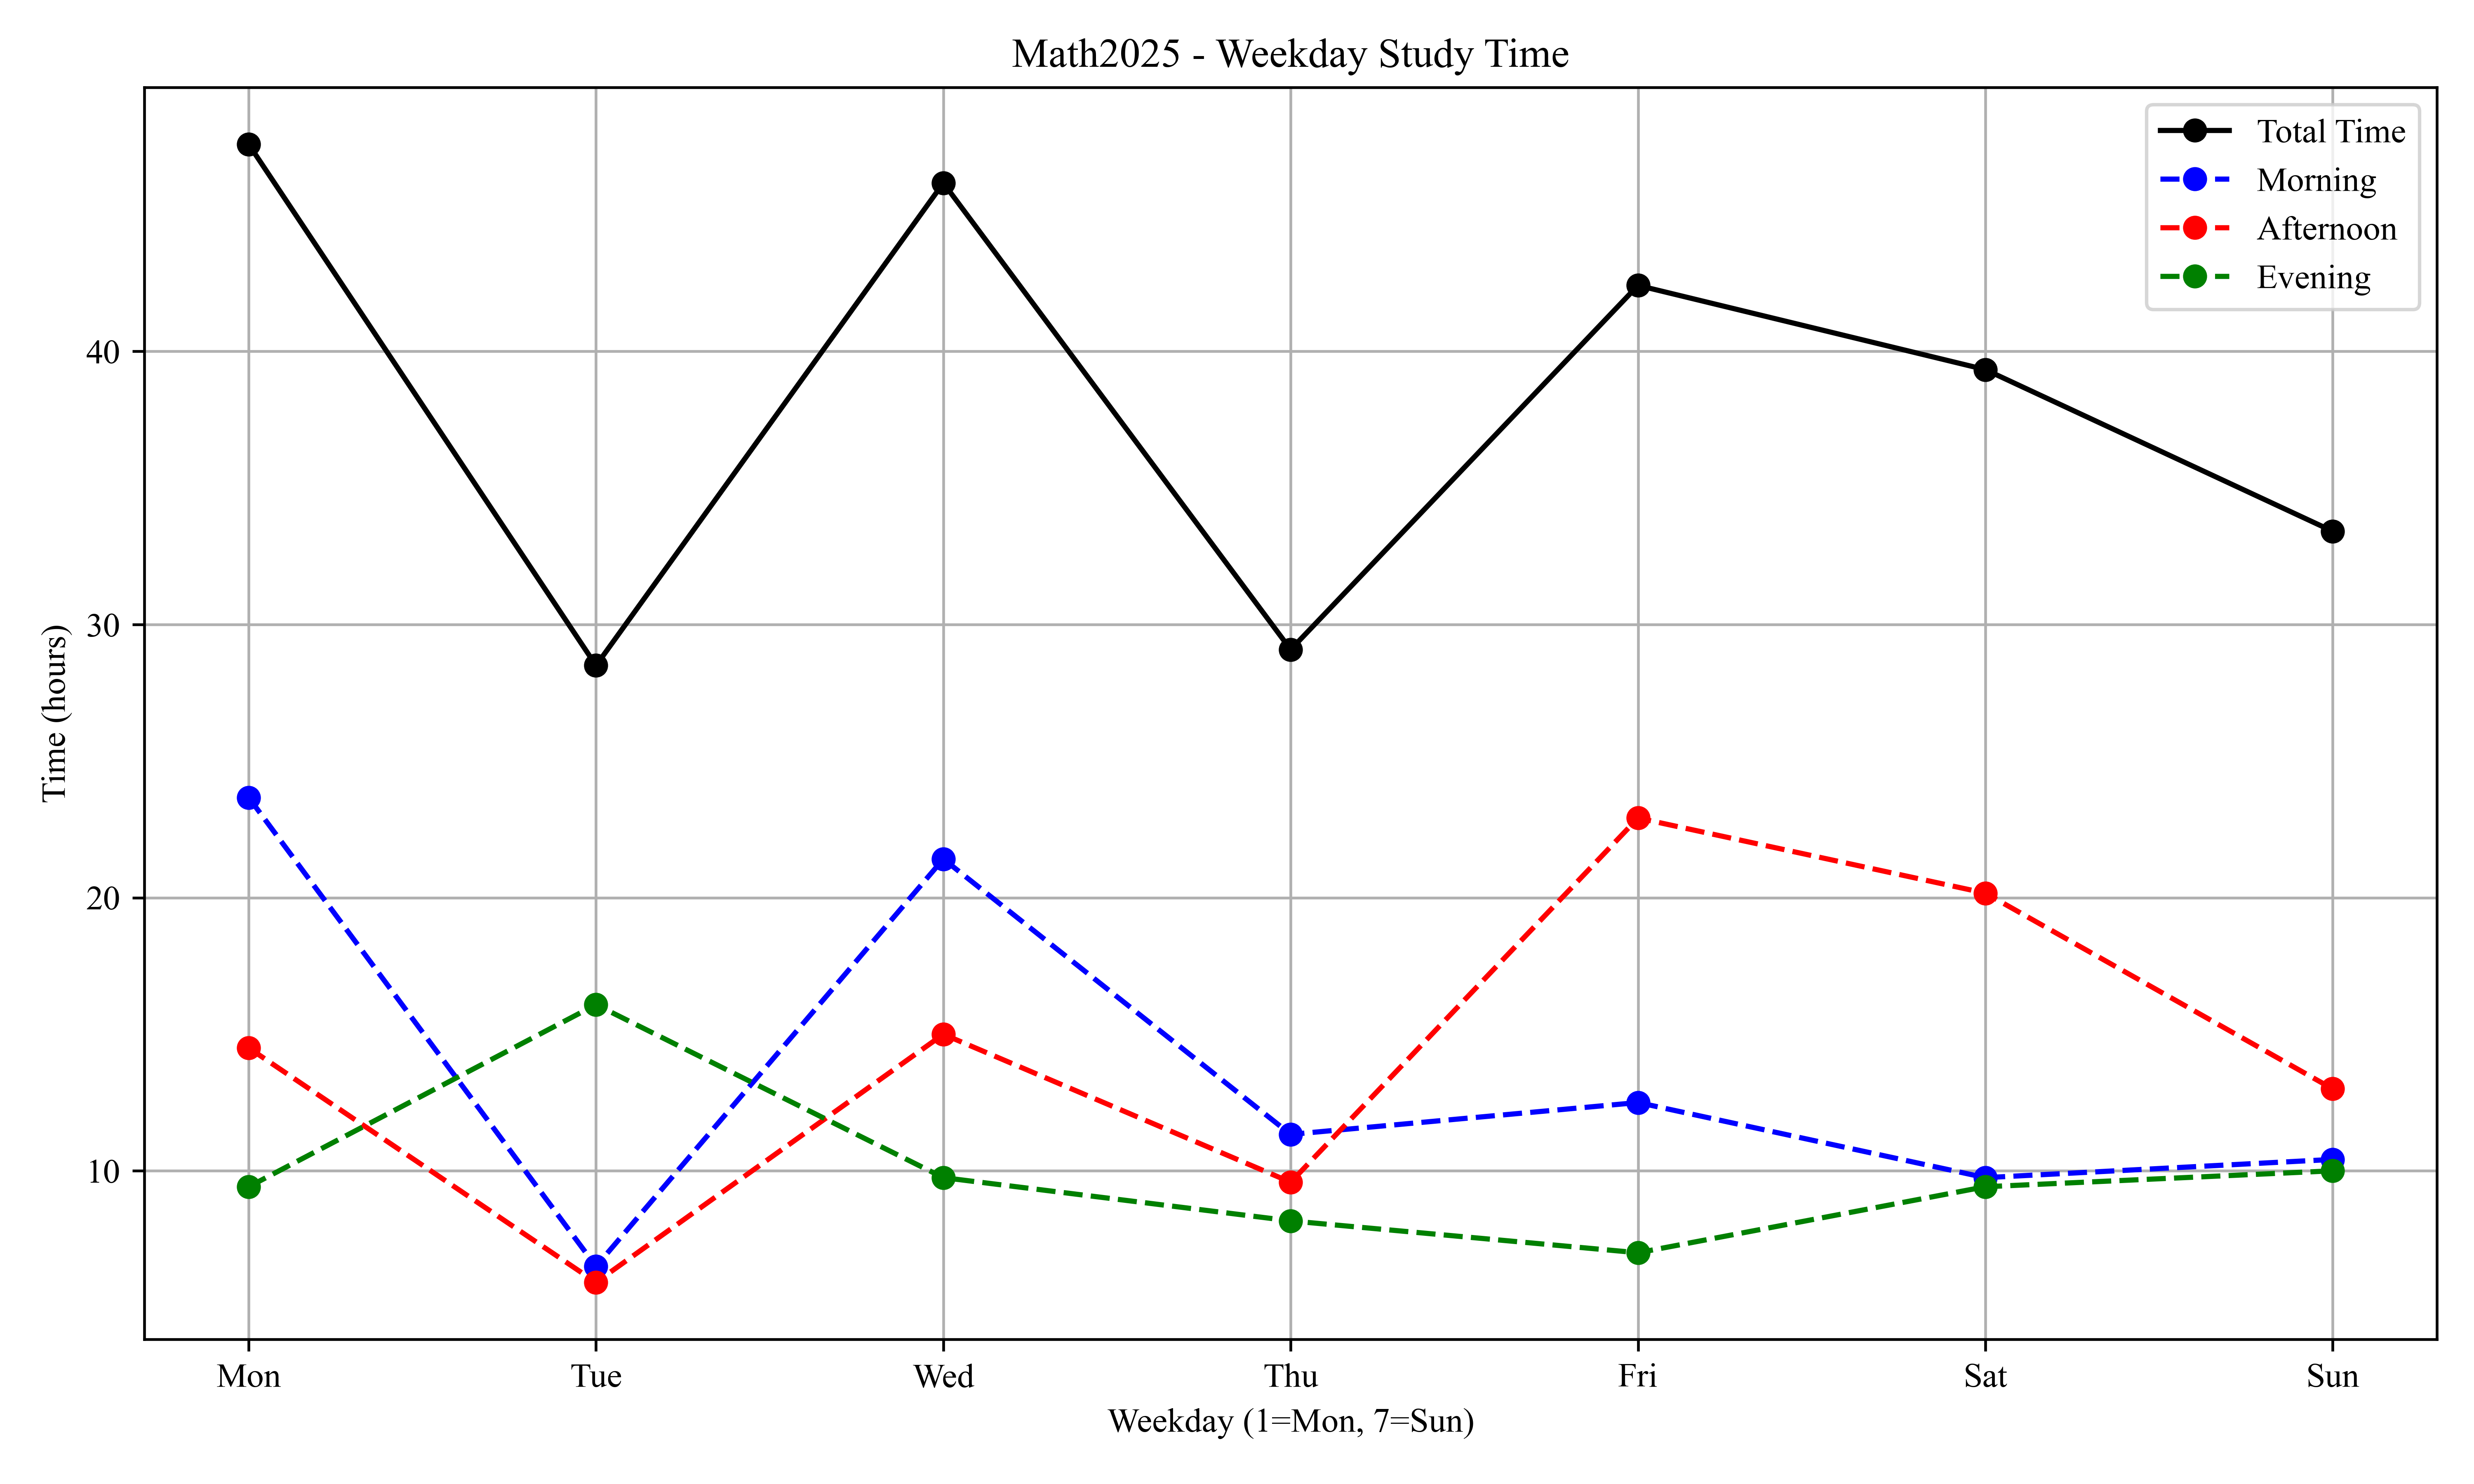 Math2025 - Weekday Study Time
Total Time
Morning
Afternoon
Evening
40
30
20
10
Time (hours)
Mon Tue Wed Thu Fri Sat Sun
Weekday (1=Mon, 7=Sun)